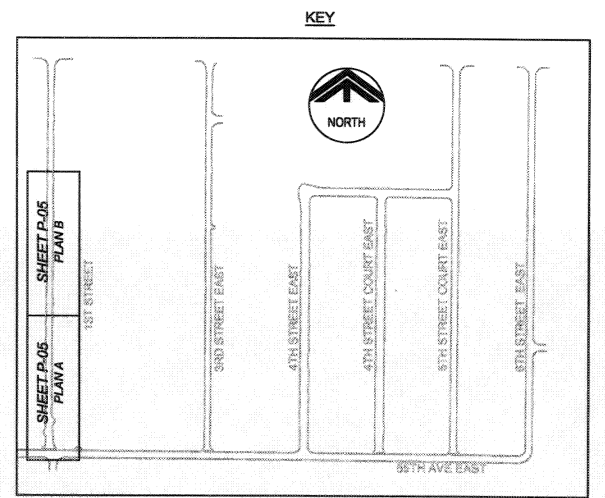 KEY
NORTH
SHEET P-05
PLAN B
SHEET P-05
PLAN A
1ST STREET
3RD STREET EAST
4TH STREET EAST
4TH STREET COURT EAST
5TH STREET COURT EAST
6TH STREET EAST
AVE EAST